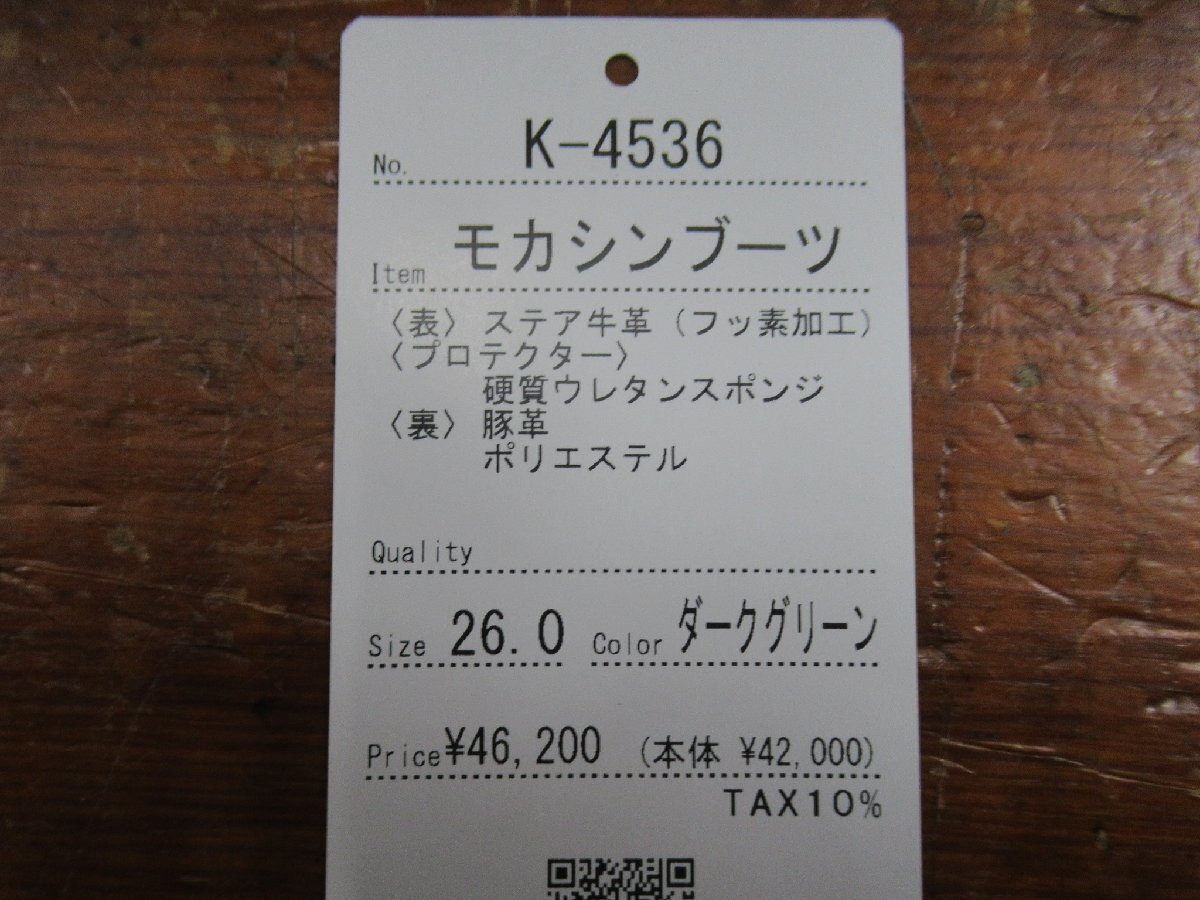 No. K-4536
Item モカシンブーツ
〈表〉 ステア牛革（フッ素加工）
〈プロテクター〉
硬質ウレタンスポンジ
〈裏〉 豚革
ポリエステル
Quality
Size 26.0 Color ダークグリーン
Price ¥46,200 (本体 ¥42,000)
TAX10%